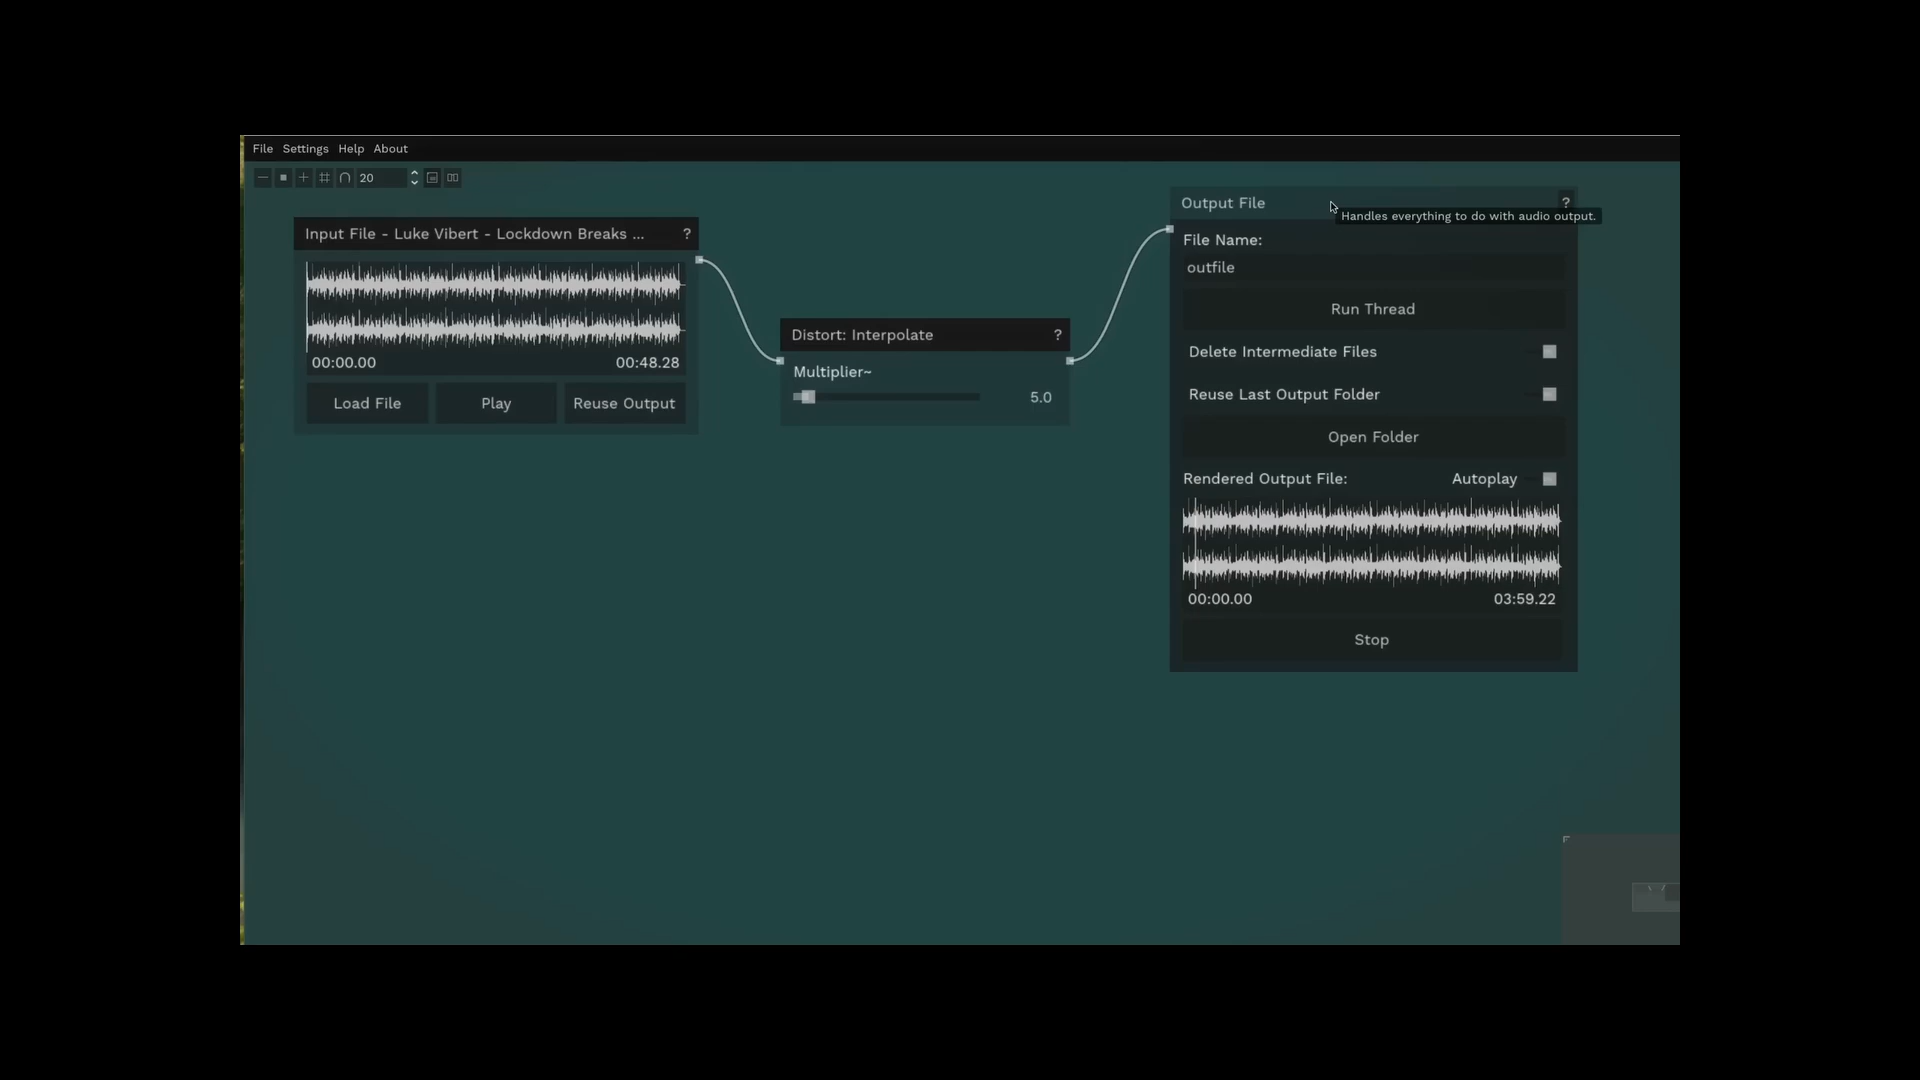 File Settings Help About
20
Input File - Luke Vibert - Lockdown Breaks ... ?
00:00.00 00:48.28
Load File Play Reuse Output
Distort: Interpolate ?
Multiplier~
5.0
Output File ?
Handles everything to do with audio output.
File Name:
outfile
Run Thread
Delete Intermediate Files
Reuse Last Output Folder
Open Folder
Rendered Output File: Autoplay
00:00.00 03:59.22
Stop